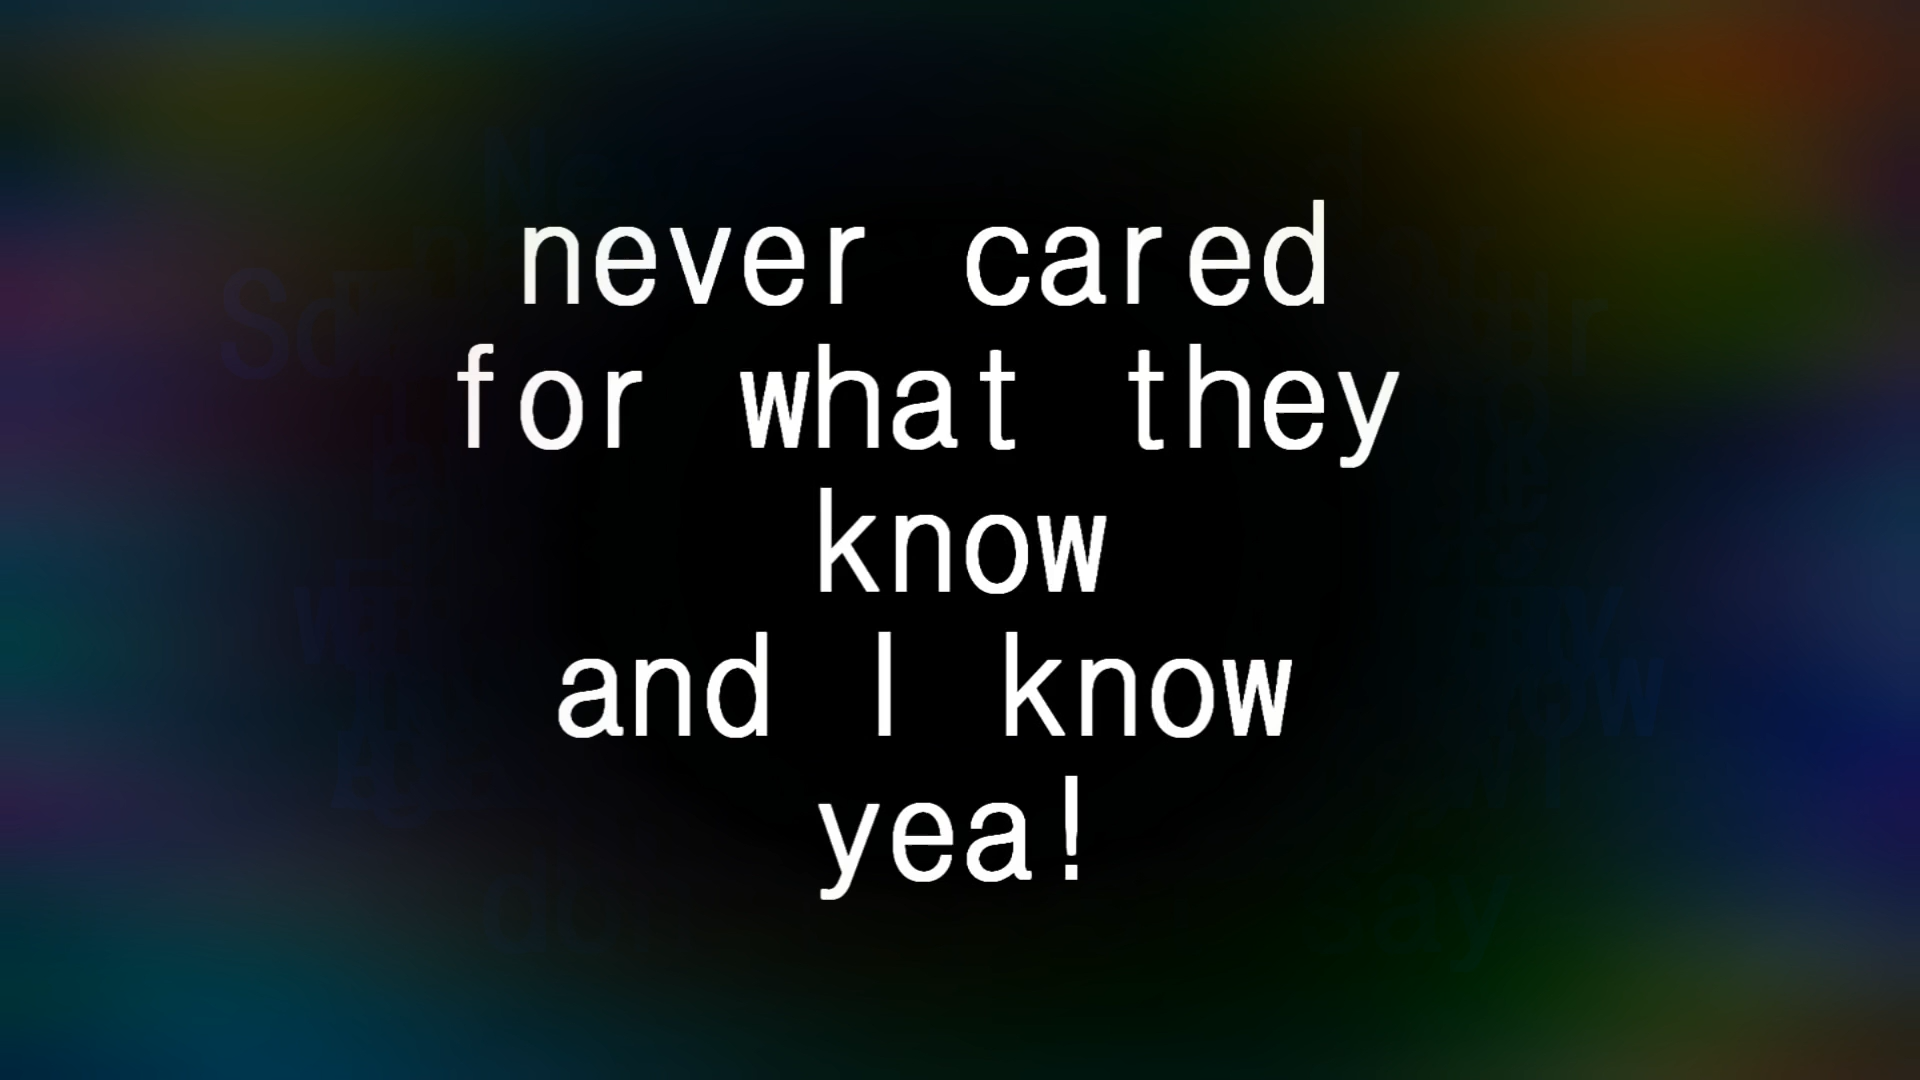 never cared
for what they
know
and I know
yea!